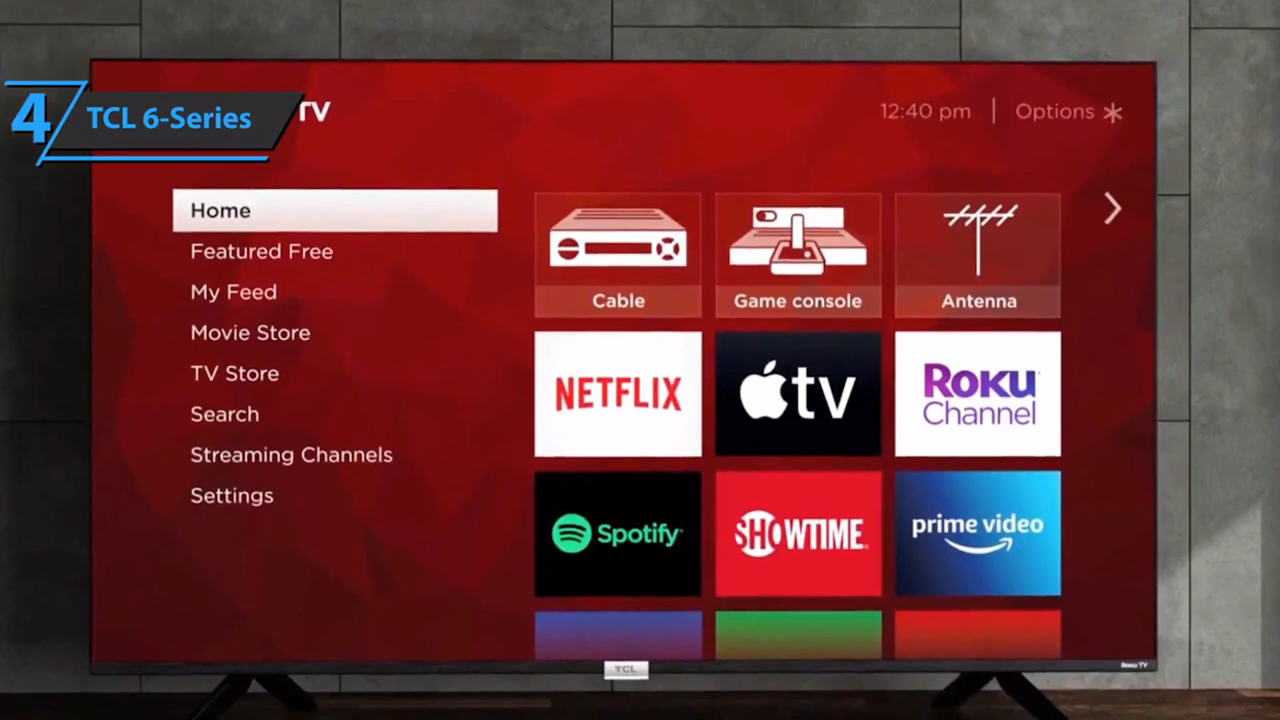 4
TCL 6-Series
TV
12:40 pm | Options
Home
Featured Free
My Feed
Movie Store
TV Store
Search
Streaming Channels
Settings
Cable
Game console
Antenna
NETFLIX
tv
Roku
Channel
Spotify
SHOWTIME
prime video
TCL
Roku TV